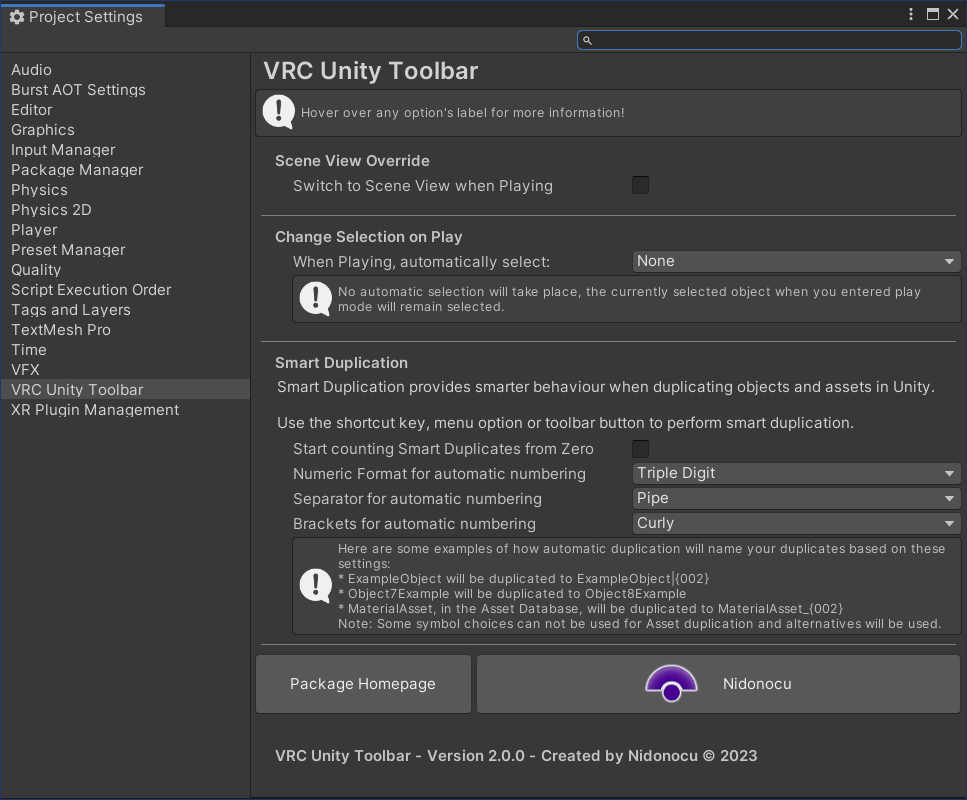 Project Settings
Audio
Burst AOT Settings
Editor
Graphics
Input Manager
Package Manager
Physics
Physics 2D
Player
Preset Manager
Quality
Script Execution Order
Tags and Layers
TextMesh Pro
Time
VFX
VRC Unity Toolbar
XR Plugin Management
VRC Unity Toolbar
Hover over any option's label for more information!
Scene View Override
Switch to Scene View when Playing
Change Selection on Play
When Playing, automatically select: None
No automatic selection will take place, the currently selected object when you entered play
mode will remain selected.
Smart Duplication
Smart Duplication provides smarter behaviour when duplicating objects and assets in Unity.
Use the shortcut key, menu option or toolbar button to perform smart duplication.
Start counting Smart Duplicates from Zero
Numeric Format for automatic numbering Triple Digit
Separator for automatic numbering Pipe
Brackets for automatic numbering Curly
Here are some examples of how automatic duplication will name your duplicates based on these
settings:
* ExampleObject will be duplicated to ExampleObject|{002}
* Object7Example will be duplicated to Object8Example
* MaterialAsset, in the Asset Database, will be duplicated to MaterialAsset_{002}
Note: Some symbol choices can not be used for Asset duplication and alternatives will be used.
Package Homepage
Nidonocu
VRC Unity Toolbar - Version 2.0.0 - Created by Nidonocu © 2023